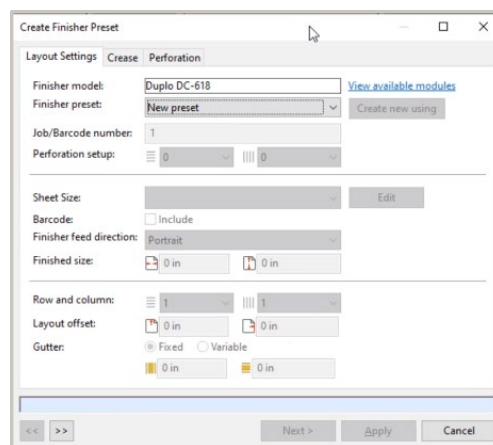 Create Finisher Preset
Layout Settings Crease Perforation
Finisher model: Duplo DC-618 View available modules
Finisher preset: New preset Create new using
Job/Barcode number: 1
Perforation setup: 0 0
Sheet Size: Edit
Barcode: Include
Finisher feed direction: Portrait
Finished size: 0 in 0 in
Row and column: 1 1
Layout offset: 0 in 0 in
Gutter: Fixed Variable
0 in 0 in
<< >> Next > Apply Cancel